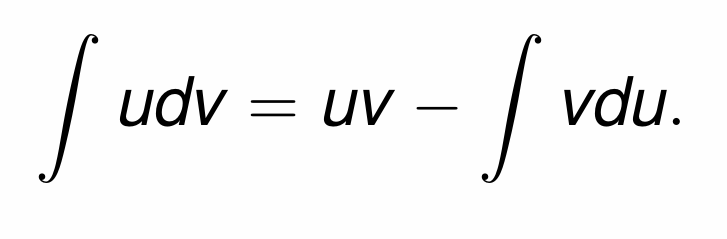 ∫ udv = uv − ∫ vdu.